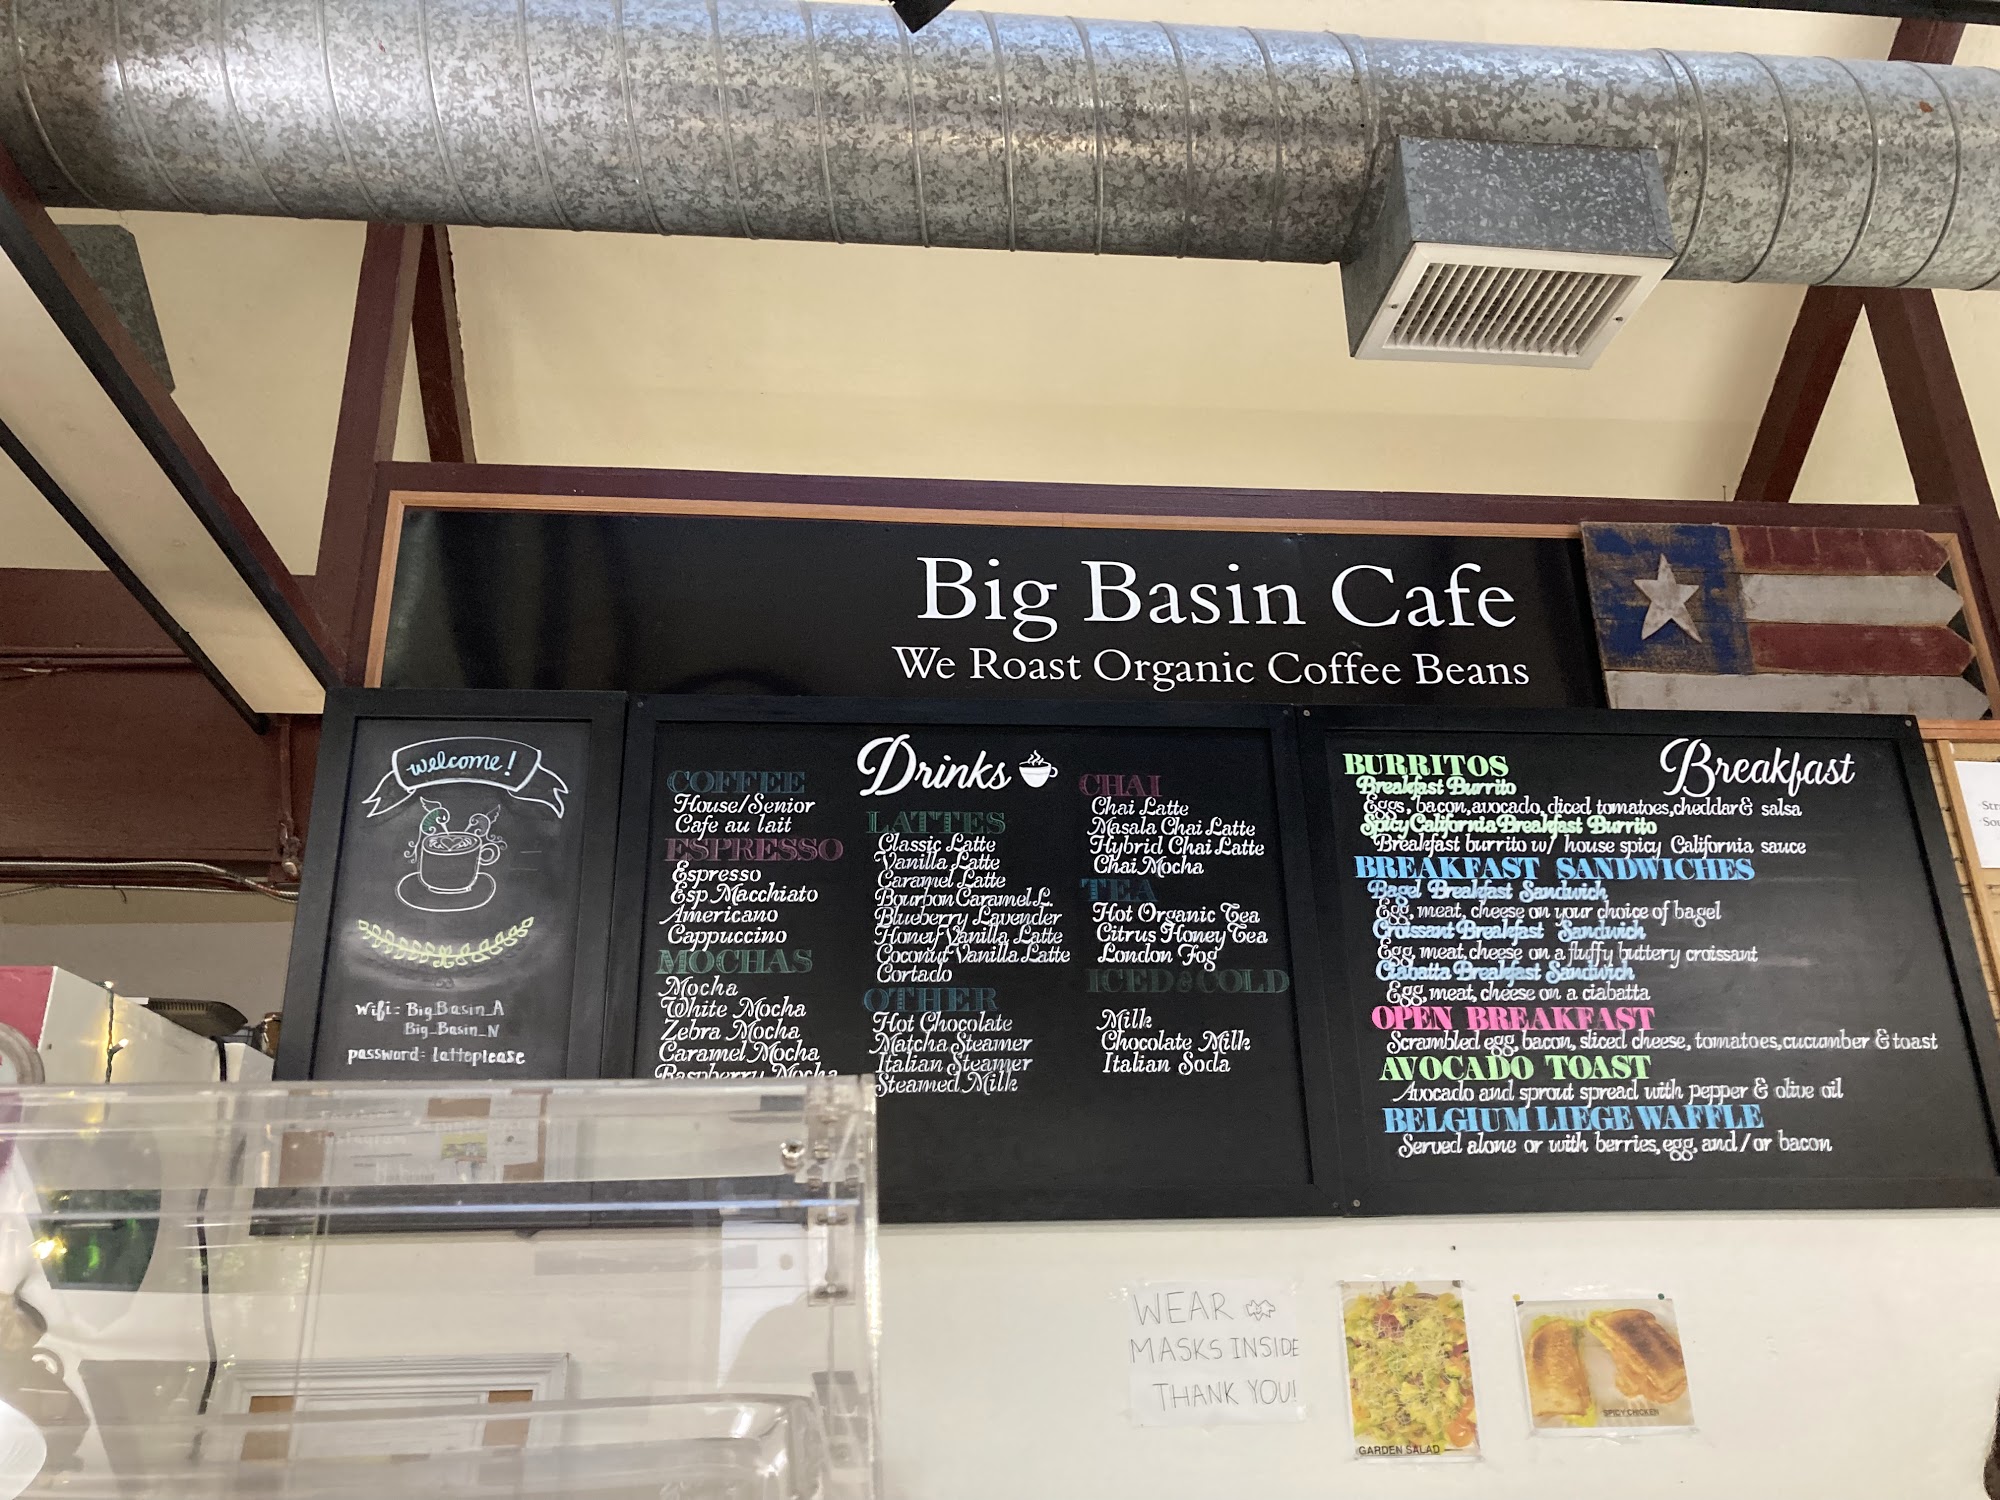 Big Basin Cafe
We Roast Organic Coffee Beans
welcome!
wifi: Big_Basin_A
Big_Basin_N
password: latteplease
Drinks
COFFEE
House/Senior
Cafe au lait
ESPRESSO
Espresso
Esp Macchiato
Americano
Cappuccino
MOCHAS
Mocha
White Mocha
Zebra Mocha
Caramel Mocha
Raspberry Mocha
LATTES
Classic Latte
Vanilla Latte
Caramel Latte
Bourbon Caramel L.
Blueberry Lavender
Honey Vanilla Latte
Coconut Vanilla Latte
Cortado
OTHER
Hot Chocolate
Matcha Steamer
Italian Steamer
Steamed Milk
CHAI
Chai Latte
Masala Chai Latte
Hybrid Chai Latte
Chai Mocha
TEA
Hot Organic Tea
Citrus Honey Tea
London Fog
ICED & COLD
Milk
Chocolate Milk
Italian Soda
Breakfast
BURRITOS
Breakfast Burrito
Eggs, bacon, avocado, diced tomatoes, cheddar & salsa
Spicy California Breakfast Burrito
Breakfast burrito w/ house spicy California sauce
BREAKFAST SANDWICHES
Bagel Breakfast Sandwich
Egg, meat, cheese on your choice of bagel
Croissant Breakfast Sandwich
Egg, meat, cheese on a fluffy buttery croissant
Ciabatta Breakfast Sandwich
Egg, meat, cheese on a ciabatta
OPEN BREAKFAST
Scrambled egg, bacon, sliced cheese, tomatoes, cucumber & toast
AVOCADO TOAST
Avocado and sprout spread with pepper & olive oil
BELGIUM LIEGE WAFFLE
Served alone or with berries, egg, and/or bacon
WEAR
MASKS INSIDE
THANK YOU!
GARDEN SALAD
SPICY CHICKEN